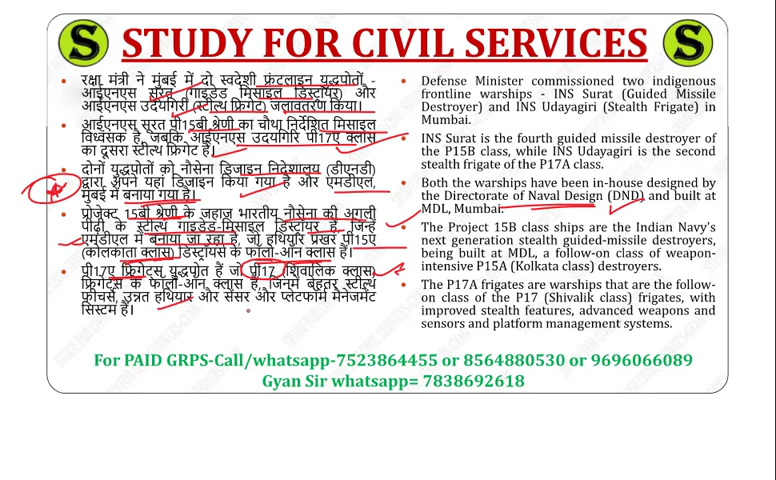 S STUDY FOR CIVIL SERVICES S
• रक्षा मंत्री ने मुंबई में दो स्वदेशी फ्रंटलाइन युद्धपोतों -
आईएनएस सूरत (गाइडेड मिसाइल डिस्ट्रॉयर) और
आईएनएस उदयगिरी (स्टील्थ फ्रिगेट) जलावतरण किया।
• आईएनएस सूरत पी15बी श्रेणी का चौथा निर्देशित मिसाइल
विध्वंसक है, जबकि आईएनएस उदयगिरि पी17ए क्लास
का दूसरा स्टील्थ फ्रिगेट है।
• दोनों युद्धपोतों को नौसेना डिजाइन निदेशालय (डीएनडी)
द्वारा अपने यहां डिजाइन किया गया है और एमडीएल,
मुंबई में बनाया गया है।
• प्रोजेक्ट 15बी श्रेणी के जहाज भारतीय नौसेना की अगली
पीढ़ी के स्टील्थ गाइडेड-मिसाइल डिस्ट्रॉयर हैं, जिन्हें
एमडीएल में बनाया जा रहा है, जो हथियार प्रखर पी15ए
(कोलकाता क्लास) डिस्ट्रॉयर्स के फॉलो-ऑन क्लास हैं।
• पी17ए फ्रिगेट्स युद्धपोत हैं जो पी17 (शिवालिक क्लास)
फ्रिगेट्स के फॉलो-ऑन क्लास हैं, जिनमें बेहतर स्टील्थ
फीचर्स, उन्नत हथियार और सेंसर और प्लेटफॉर्म मैनेजमेंट
सिस्टम हैं।
• Defense Minister commissioned two indigenous
frontline warships - INS Surat (Guided Missile
Destroyer) and INS Udayagiri (Stealth Frigate) in
Mumbai.
• INS Surat is the fourth guided missile destroyer of
the P15B class, while INS Udayagiri is the second
stealth frigate of the P17A class.
• Both the warships have been in-house designed by
the Directorate of Naval Design (DND) and built at
MDL, Mumbai.
• The Project 15B class ships are the Indian Navy's
next generation stealth guided-missile destroyers,
being built at MDL, a follow-on class of weapon-
intensive P15A (Kolkata class) destroyers.
• The P17A frigates are warships that are the follow-
on class of the P17 (Shivalik class) frigates, with
improved stealth features, advanced weapons and
sensors and platform management systems.
For PAID GRPS-Call/whatsapp-7523864455 or 8564880530 or 9696066089
Gyan Sir whatsapp= 7838692618